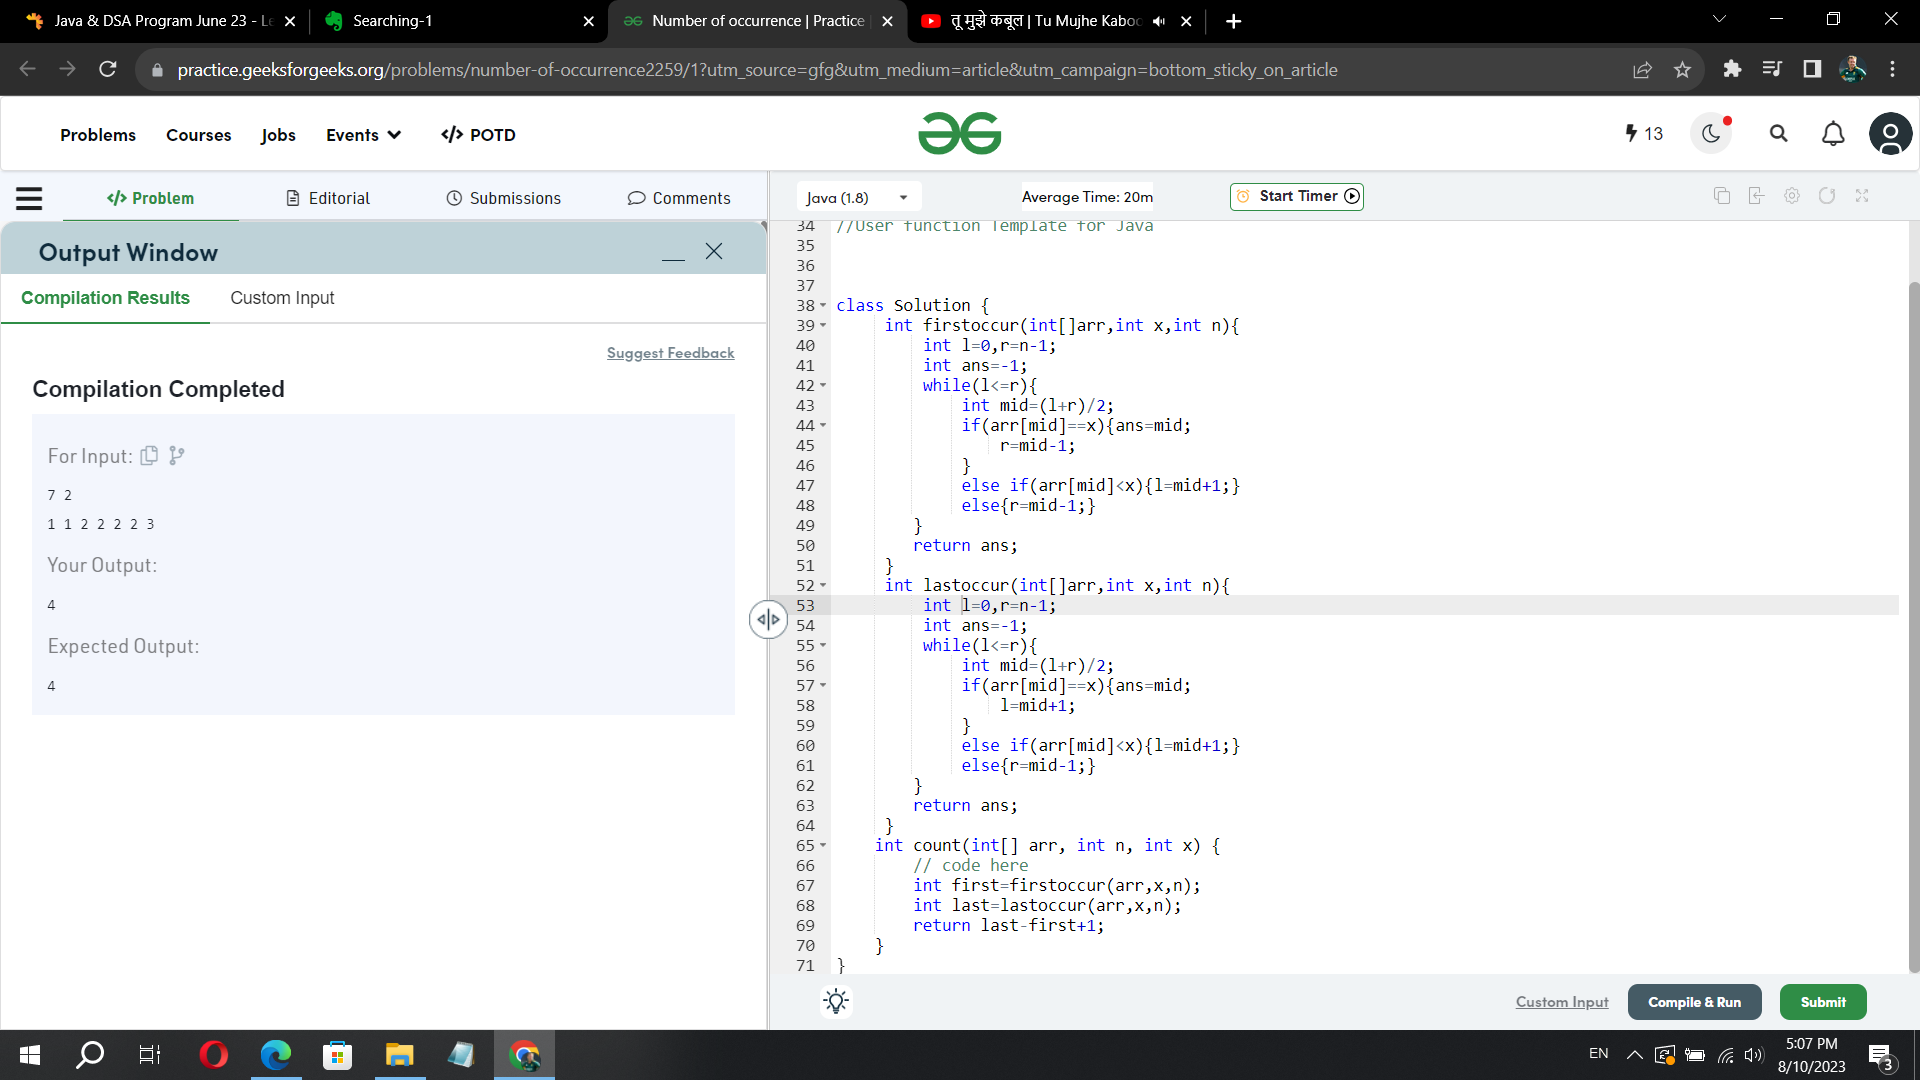 Java & DSA Program June 23 - Le
Searching-1
Number of occurrence | Practice
तू मुझे कबूल | Tu Mujhe Kaboo
practice.geeksforgeeks.org/problems/number-of-occurrence2259/1?utm_source=gfg&utm_medium=article&utm_campaign=bottom_sticky_on_article
Problems Courses Jobs Events </> POTD
13
</> Problem Editorial Submissions Comments
Java (1.8) Average Time: 20m Start Timer
Output Window
Compilation Results Custom Input
Suggest Feedback
Compilation Completed
For Input:
7 2
1 1 2 2 2 2 3
Your Output:
4
Expected Output:
4
34 //User function Template for Java
35
36
37
38 class Solution {
39 int firstoccur(int[]arr,int x,int n){
40 int l=0,r=n-1;
41 int ans=-1;
42 while(l<=r){
43 int mid=(l+r)/2;
44 if(arr[mid]==x){ans=mid;
45 r=mid-1;
46 }
47 else if(arr[mid]<x){l=mid+1;}
48 else{r=mid-1;}
49 }
50 return ans;
51 }
52 int lastoccur(int[]arr,int x,int n){
53 int l=0,r=n-1;
54 int ans=-1;
55 while(l<=r){
56 int mid=(l+r)/2;
57 if(arr[mid]==x){ans=mid;
58 l=mid+1;
59 }
60 else if(arr[mid]<x){l=mid+1;}
61 else{r=mid-1;}
62 }
63 return ans;
64 }
65 int count(int[] arr, int n, int x) {
66 // code here
67 int first=firstoccur(arr,x,n);
68 int last=lastoccur(arr,x,n);
69 return last-first+1;
70 }
71 }
Custom Input Compile & Run Submit
EN
5:07 PM
8/10/2023
3